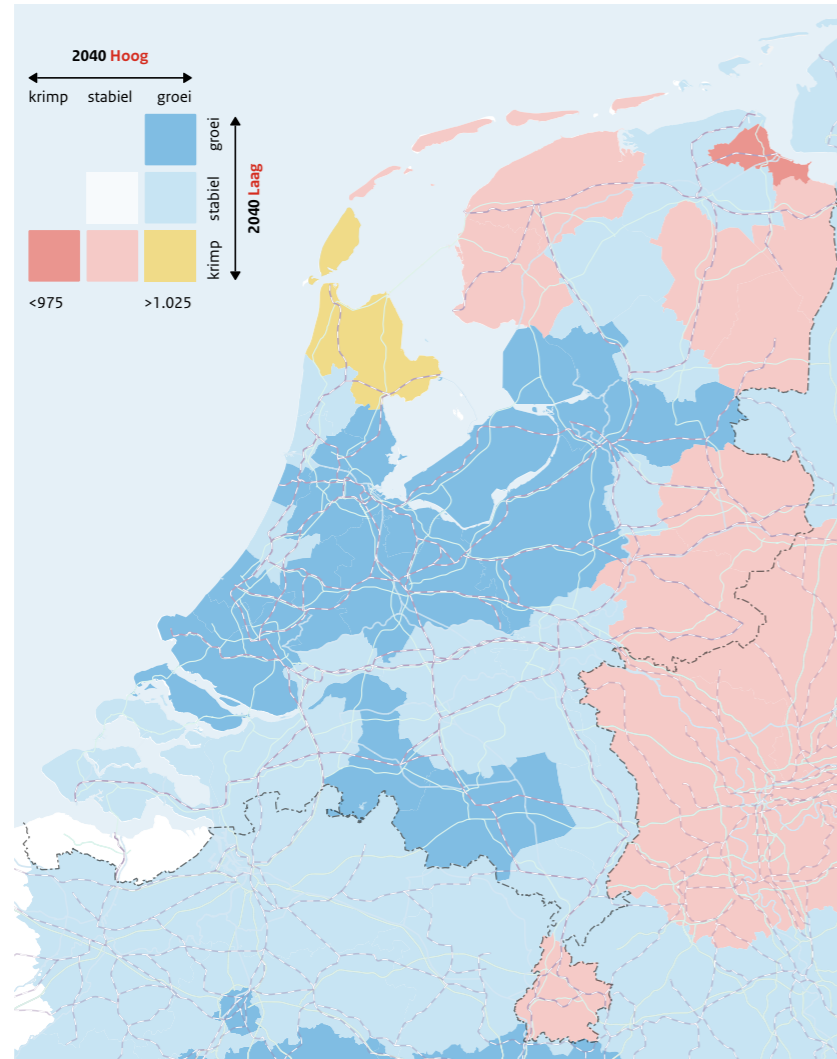 2040 Hoog
krimp stabiel groei
groei
stabiel
krimp
2040 Laag
<975 >1.025